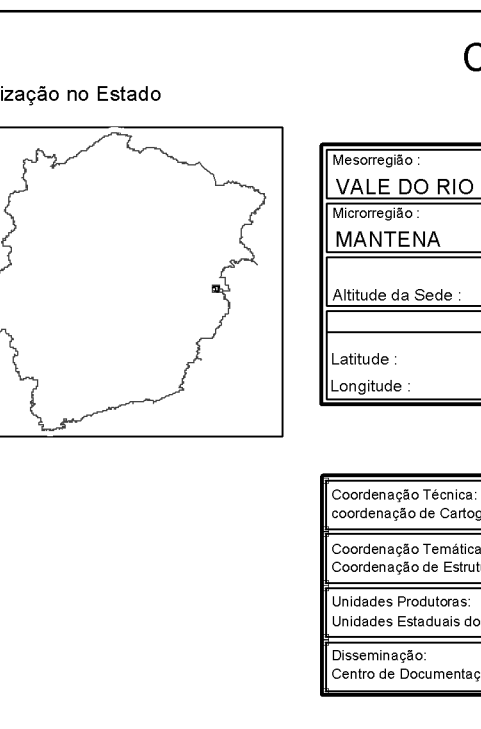 C
ização no Estado
Mesorregião :
VALE DO RIO
Microrregião :
MANTENA
Altitude da Sede :
Latitude :
Longitude :
Coordenação Técnica:
coordenação de Cartog
Coordenação Temática
Coordenação de Estrut
Unidades Produtoras:
Unidades Estaduais do
Disseminação:
Centro de Documentaç